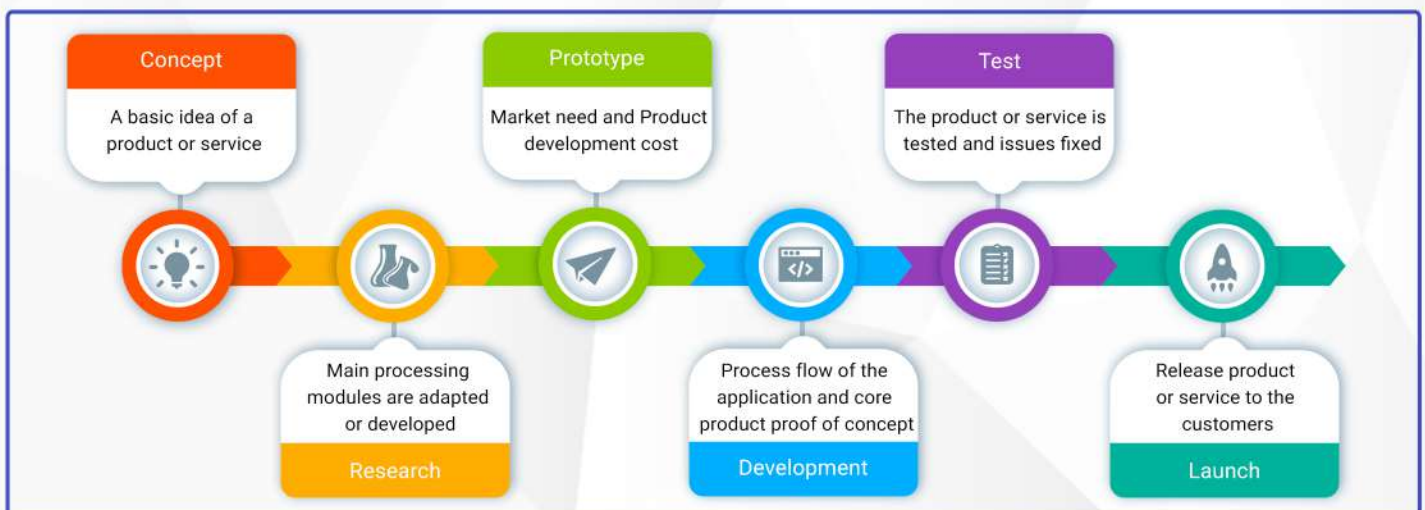 Concept
A basic idea of a
product or service
Main processing
modules are adapted
or developed
Research
Prototype
Market need and Product
development cost
</>
Process flow of the
application and core
product proof of concept
Development
Test
The product or service is
tested and issues fixed
Release product
or service to the
customers
Launch